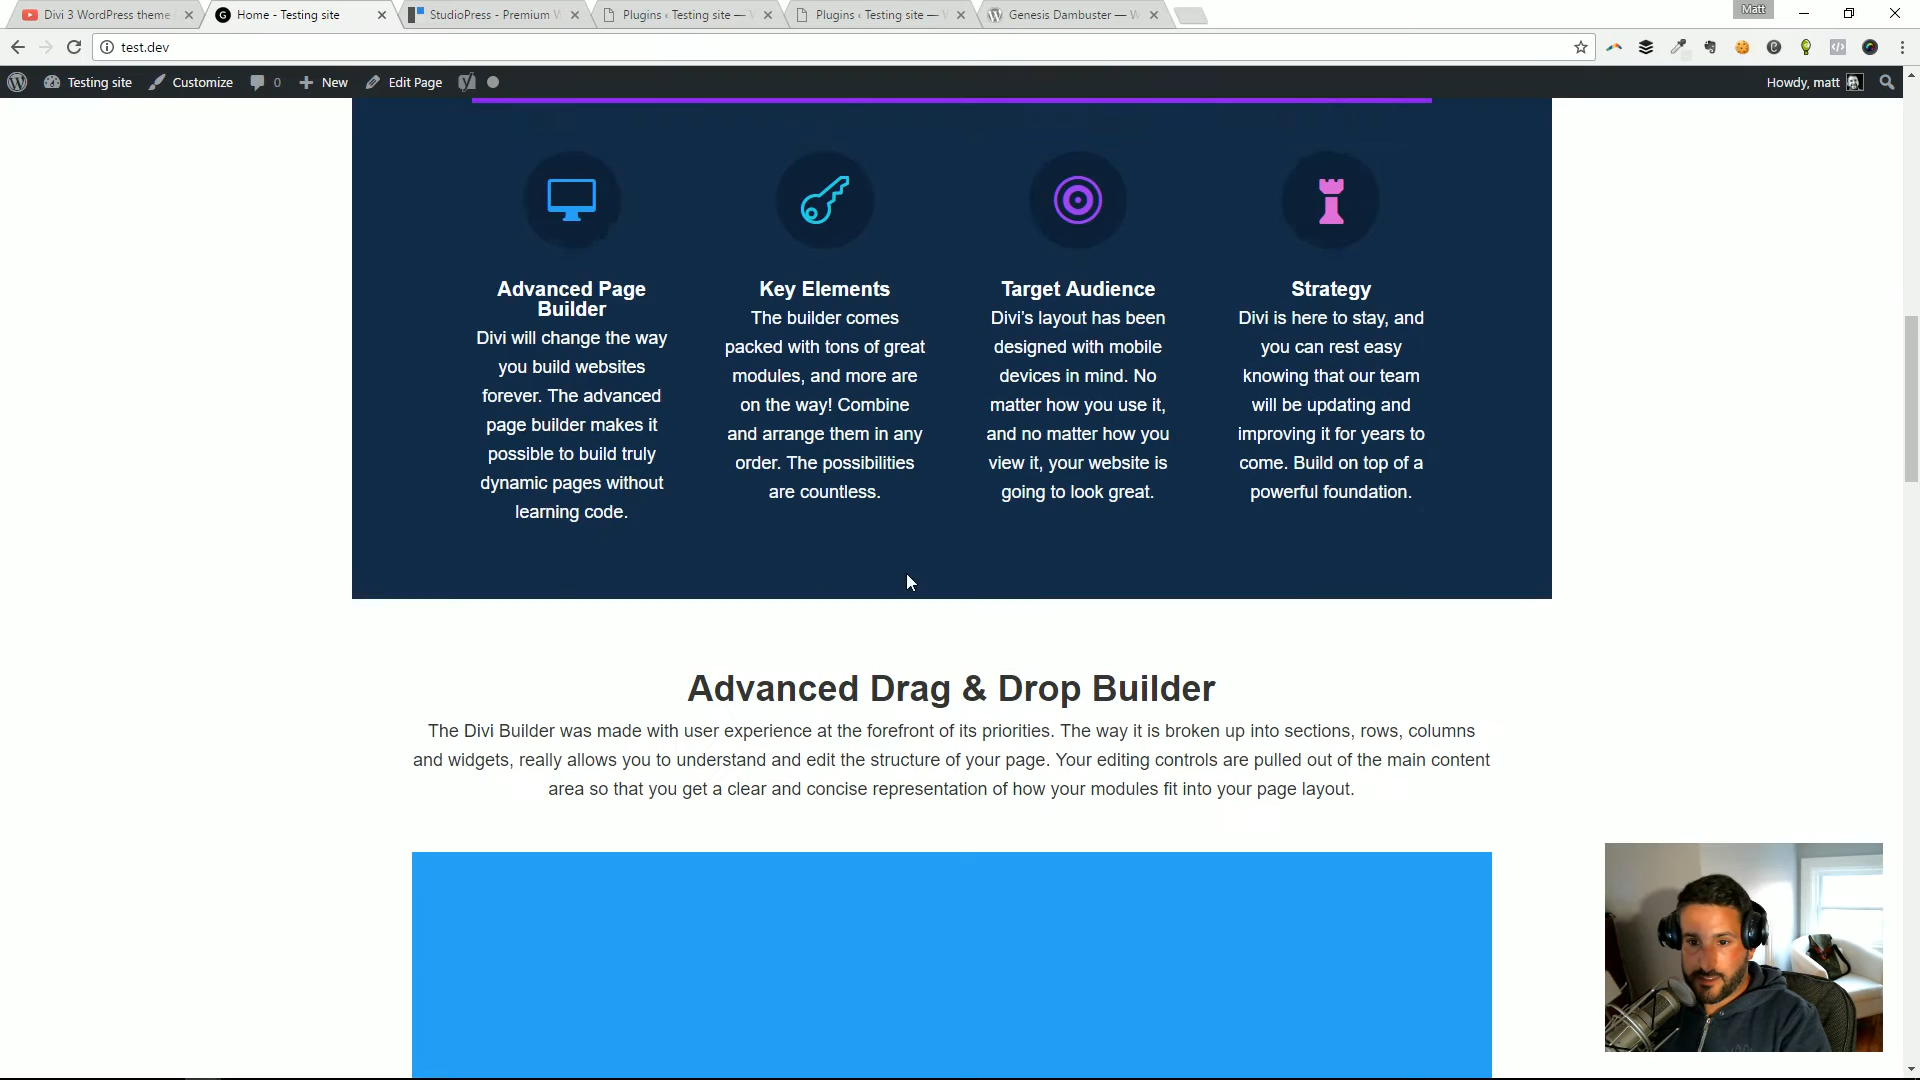 Divi 3 WordPress theme
Home - Testing site
StudioPress - Premium W
Plugins ‹ Testing site — W
Plugins ‹ Testing site — W
Genesis Dambuster — W
Matt
test.dev
Testing site
Customize
0
New
Edit Page
Howdy, matt
Advanced Page
Builder
Divi will change the way
you build websites
forever. The advanced
page builder makes it
possible to build truly
dynamic pages without
learning code.
Key Elements
The builder comes
packed with tons of great
modules, and more are
on the way! Combine
and arrange them in any
order. The possibilities
are countless.
Target Audience
Divi’s layout has been
designed with mobile
devices in mind. No
matter how you use it,
and no matter how you
view it, your website is
going to look great.
Strategy
Divi is here to stay, and
you can rest easy
knowing that our team
will be updating and
improving it for years to
come. Build on top of a
powerful foundation.
Advanced Drag & Drop Builder
The Divi Builder was made with user experience at the forefront of its priorities. The way it is broken up into sections, rows, columns
and widgets, really allows you to understand and edit the structure of your page. Your editing controls are pulled out of the main content
area so that you get a clear and concise representation of how your modules fit into your page layout.